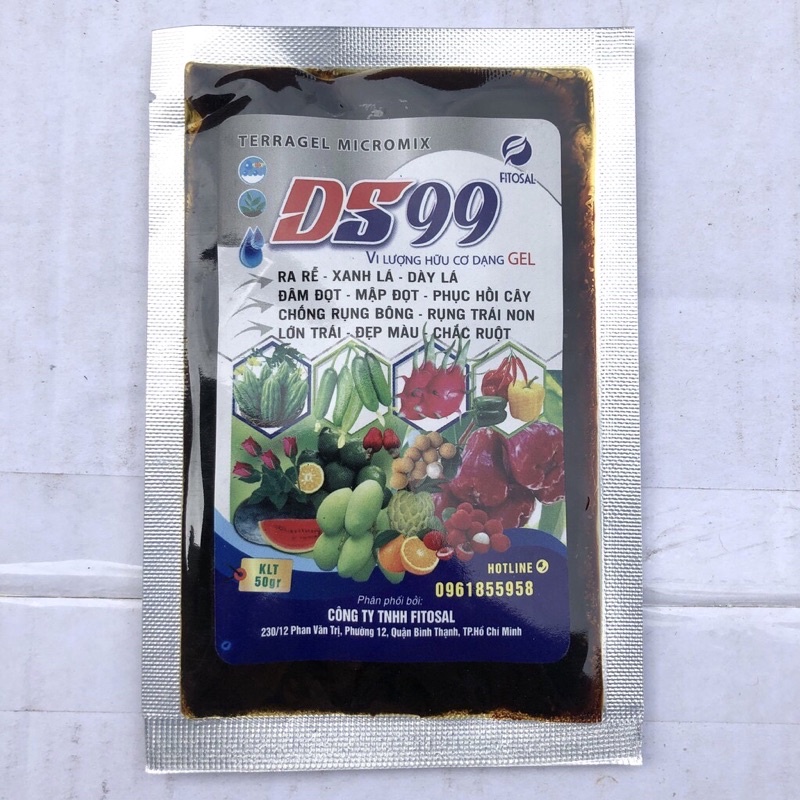 TERRAGEL MICROMIX
FITOSAL
DS99
VI LƯỢNG HỮU CƠ DẠNG GEL
RA RỄ - XANH LÁ - DÀY LÁ
ĐÂM ĐỌT - MẬP ĐỌT - PHỤC HỒI CÂY
CHỐNG RỤNG BÔNG - RỤNG TRÁI NON
LỚN TRÁI - ĐẸP MÀU - CHẮC RUỘT
KLT
50gr
HOTLINE
0961855958
Phân phối bởi:
CÔNG TY TNHH FITOSAL
230/12 Phan Văn Trị, Phường 12, Quận Bình Thạnh, TP.Hồ Chí Minh